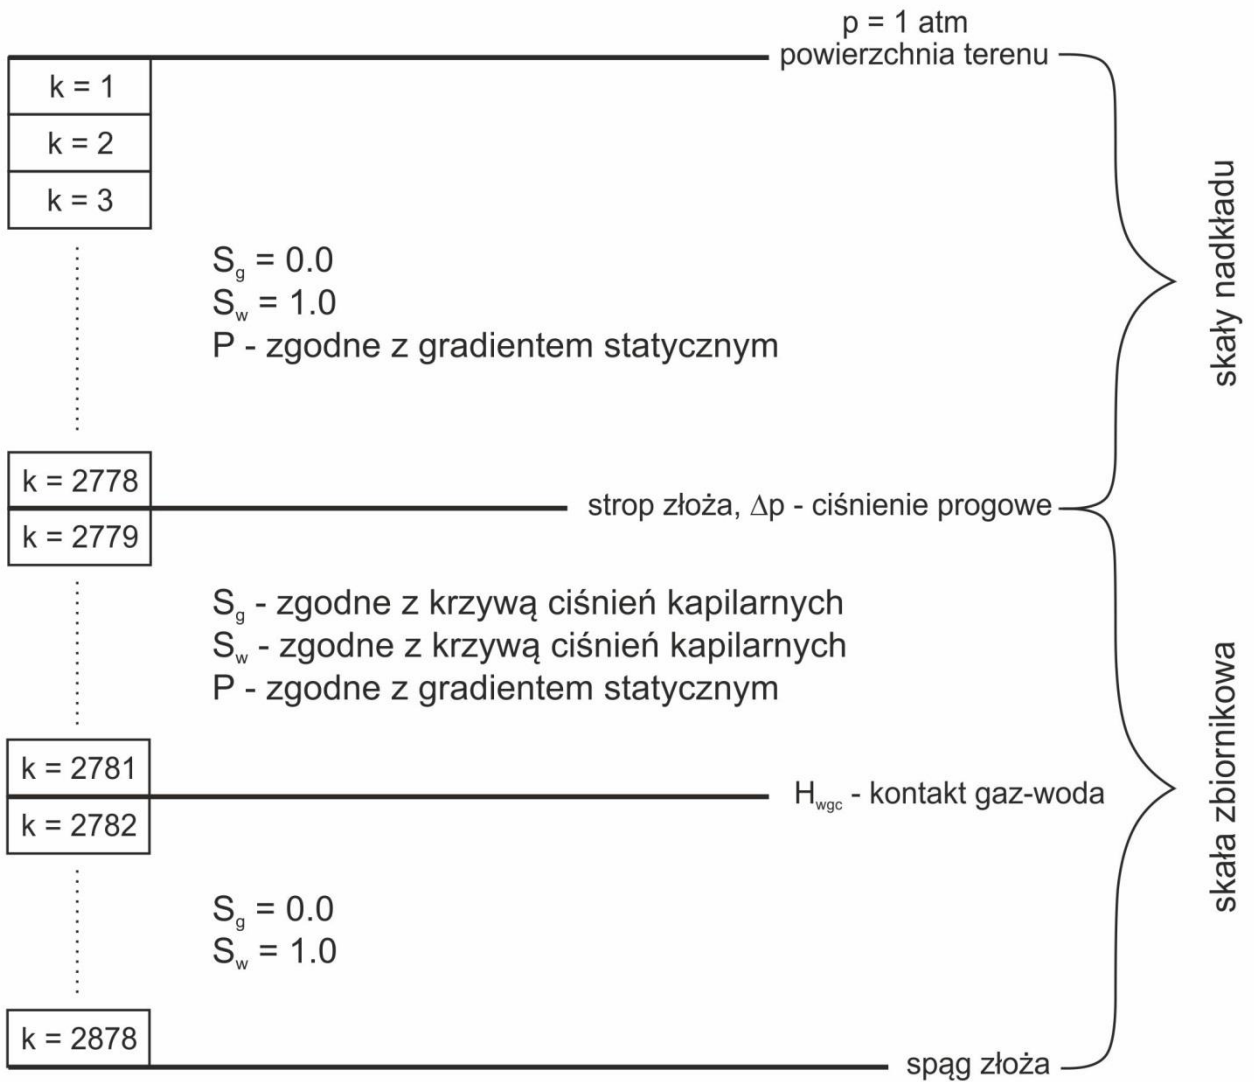 p = 1 atm
powierzchnia terenu
k = 1
k = 2
k = 3
S_g = 0.0
S_w = 1.0
P - zgodne z gradientem statycznym
skały nadkładu
k = 2778
strop złoża, Δp - ciśnienie progowe
k = 2779
S_g - zgodne z krzywą ciśnień kapilarnych
S_w - zgodne z krzywą ciśnień kapilarnych
P - zgodne z gradientem statycznym
skała zbiornikowa
k = 2781
H_wgc - kontakt gaz-woda
k = 2782
S_g = 0.0
S_w = 1.0
k = 2878
spąg złoża